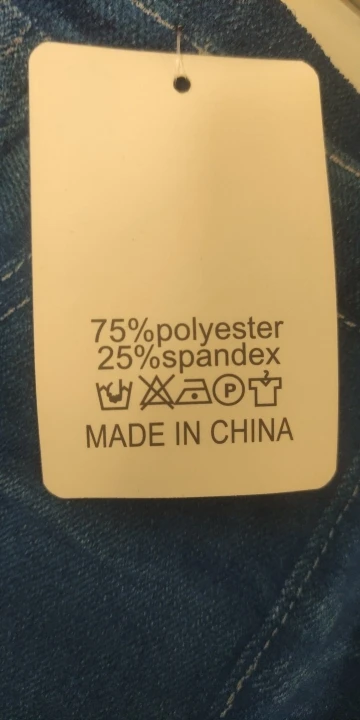 75%polyester
25%spandex
P
MADE IN CHINA